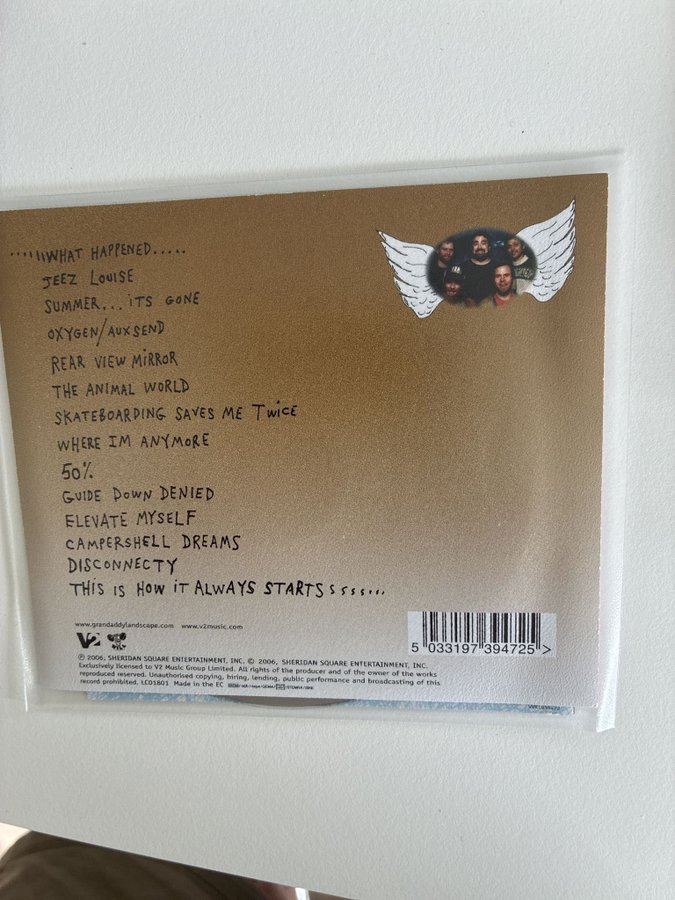 .....WHAT HAPPENED.....
JEEZ LOUISE
SUMMER... ITS GONE
OXYGEN/AUX SEND
REAR VIEW MIRROR
THE ANIMAL WORLD
SKATEBOARDING SAVES ME TWICE
WHERE IM ANYMORE
50%
GUIDE DOWN DENIED
ELEVATE MYSELF
CAMPERSHELL DREAMS
DISCONNECTY
THIS IS HOW IT ALWAYS STARTSsssss...
www.grandaddylandscape.com www.v2music.com
V2
5 033197 394725 >
℗ 2006, SHERIDAN SQUARE ENTERTAINMENT, INC. © 2006, SHERIDAN SQUARE ENTERTAINMENT, INC.
Exclusively licensed to V2 Music Group Limited. All rights of the producer and of the owner of the works
reproduced reserved. Unauthorised copying, hiring, lending, public performance and broadcasting of this
record prohibited. LC01801 Made in the EC